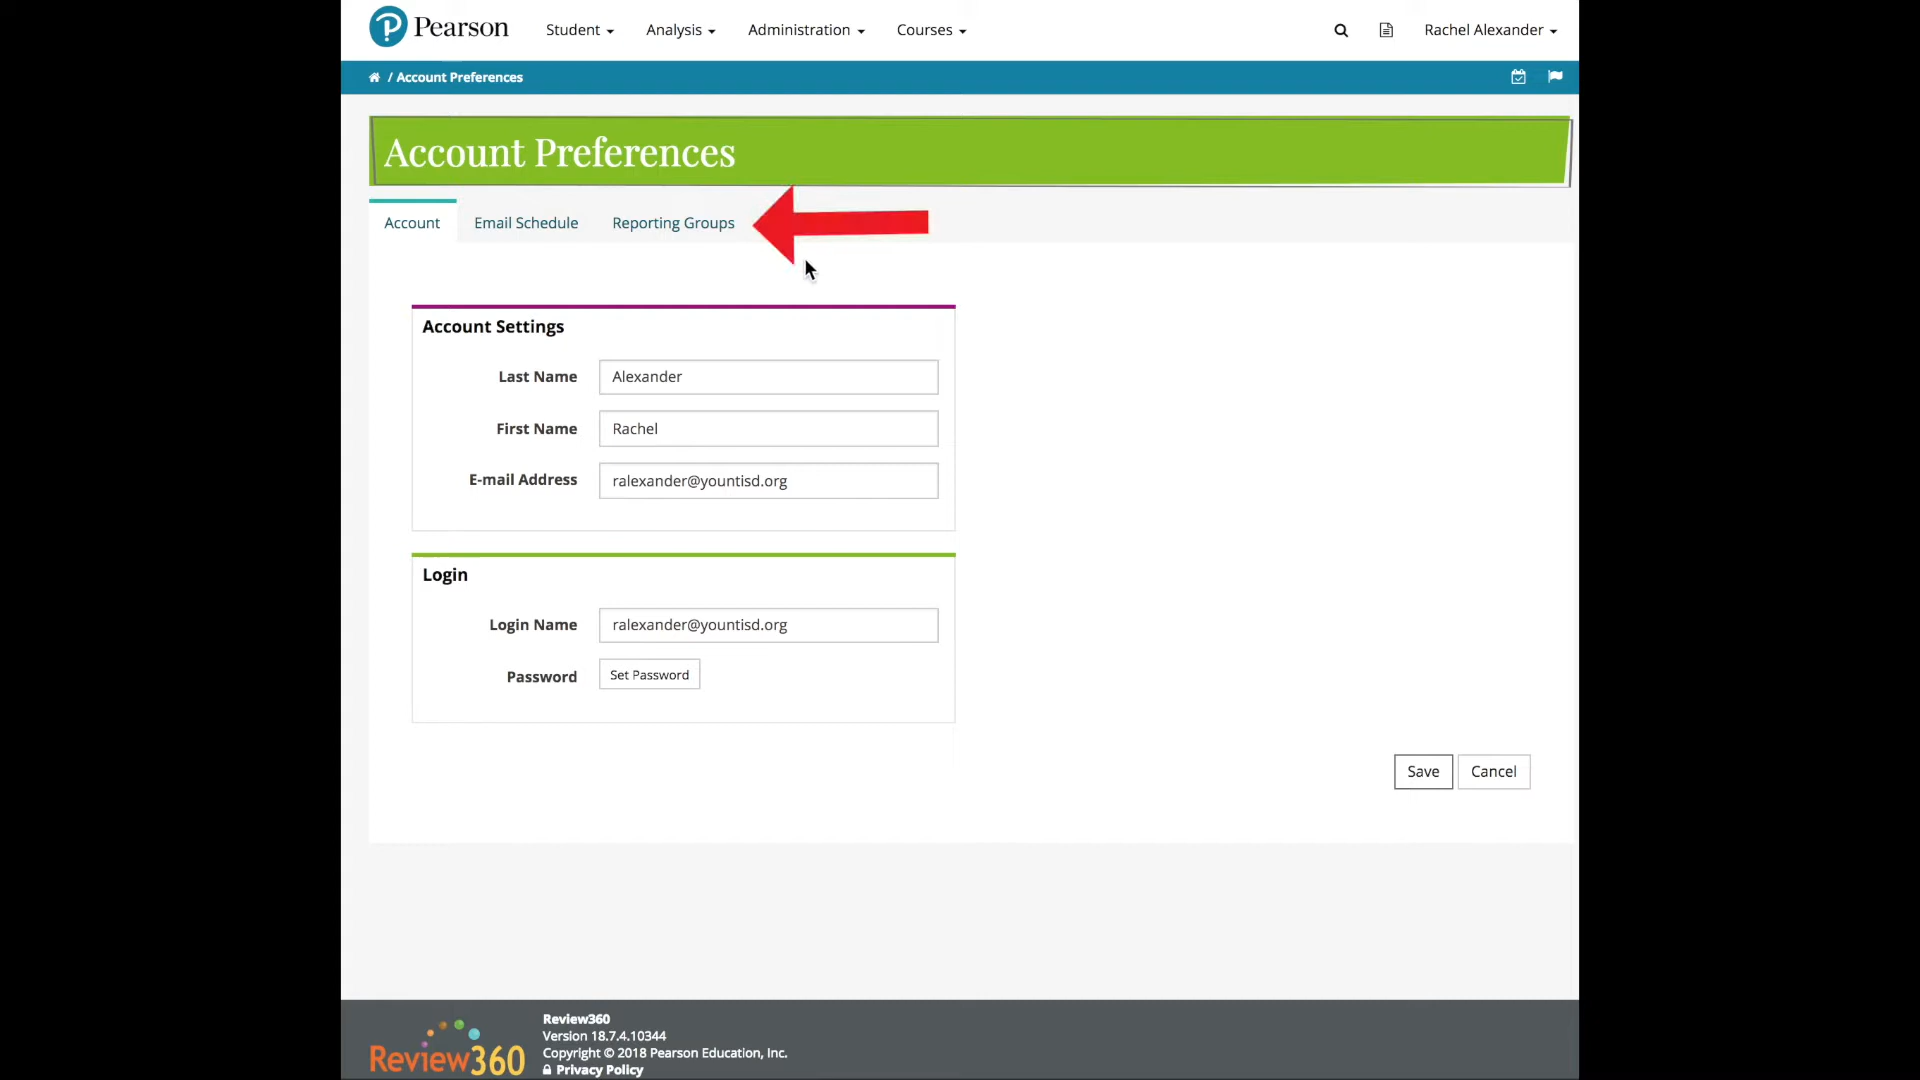 Pearson Student Analysis Administration Courses Rachel Alexander
/ Account Preferences
Account Preferences
Account Email Schedule Reporting Groups
Account Settings
Last Name Alexander
First Name Rachel
E-mail Address ralexander@yountisd.org
Login
Login Name ralexander@yountisd.org
Password Set Password
Save Cancel
Review360
Review360
Version 18.7.4.10344
Copyright © 2018 Pearson Education, Inc.
Privacy Policy